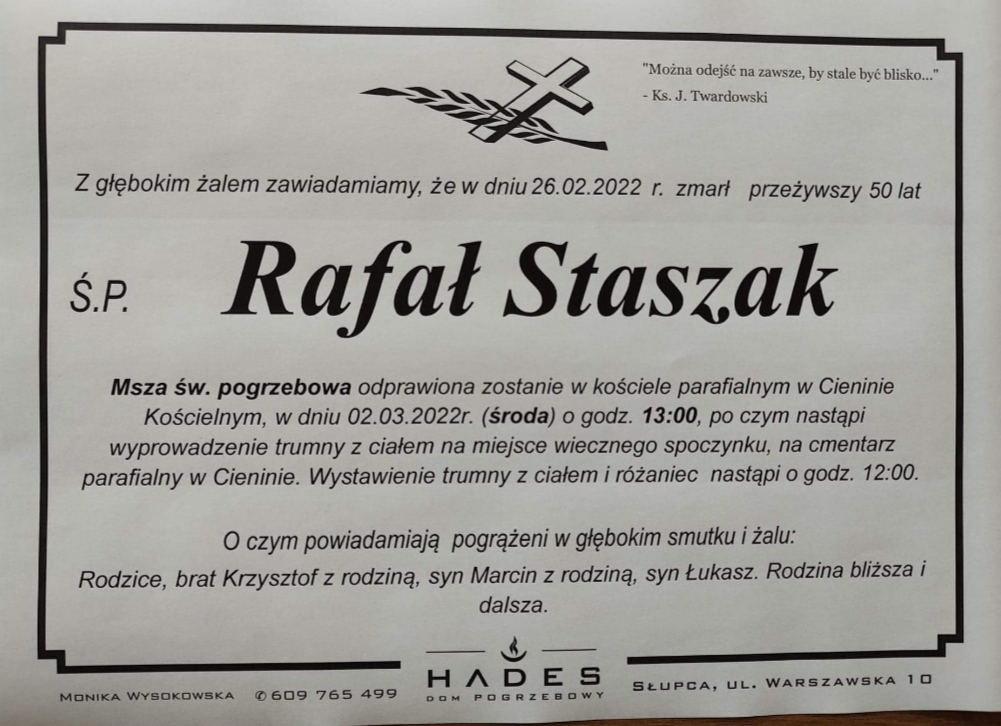 "Można odejść na zawsze, by stale być blisko..."
- Ks. J. Twardowski
Z głębokim żalem zawiadamiamy, że w dniu 26.02.2022 r. zmarł przeżywszy 50 lat
Ś.P. Rafał Staszak
Msza św. pogrzebowa odprawiona zostanie w kościele parafialnym w Cieninie
Kościelnym, w dniu 02.03.2022r. (środa) o godz. 13:00, po czym nastąpi
wyprowadzenie trumny z ciałem na miejsce wiecznego spoczynku, na cmentarz
parafialny w Cieninie. Wystawienie trumny z ciałem i różaniec nastąpi o godz. 12:00.
O czym powiadamiają pogrążeni w głębokim smutku i żalu:
Rodzice, brat Krzysztof z rodziną, syn Marcin z rodziną, syn Łukasz. Rodzina bliższa i
dalsza.
HADES
DOM POGRZEBOWY
MONIKA WYSOKOWSKA ✆609 765 499
SŁUPCA, UL. WARSZAWSKA 10